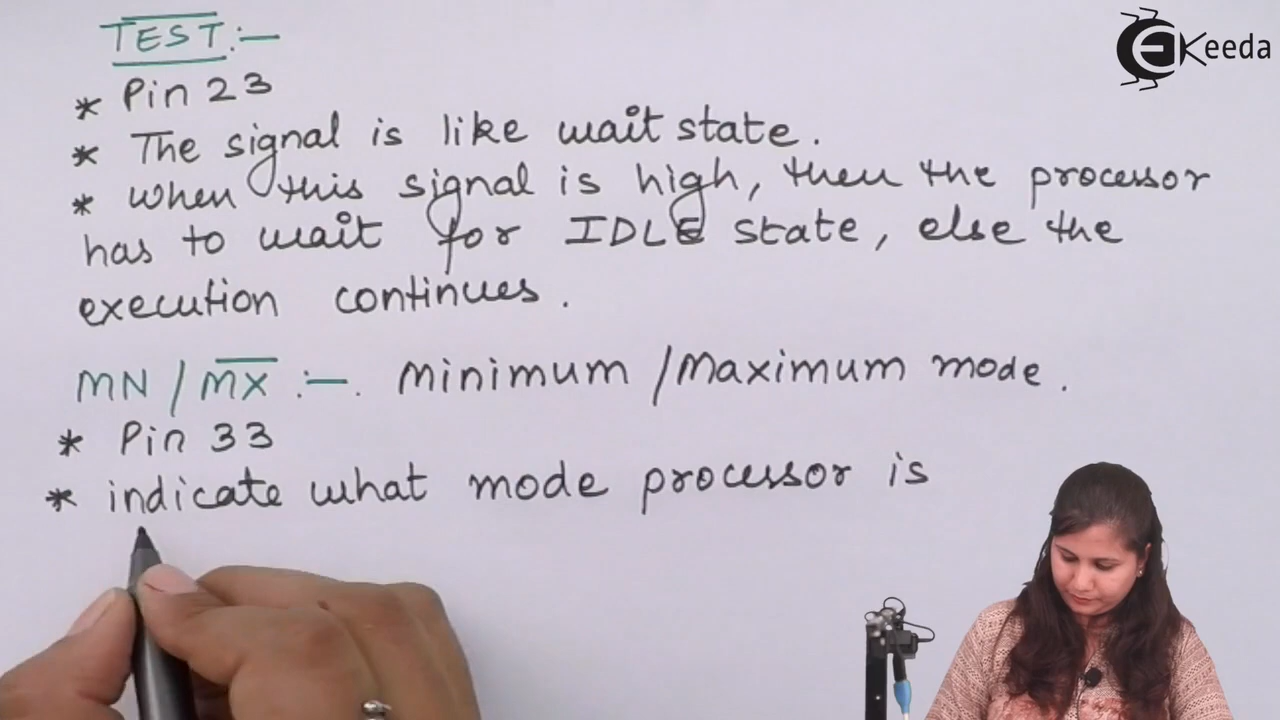 TEST:-
* Pin 23
* The signal is like wait state.
* when this signal is high, then the processor
has to wait for IDLE state, else the
execution continues.
MN / MX :-. Minimum / Maximum mode.
* Pin 33
* indicate what mode processor is
EKeeda